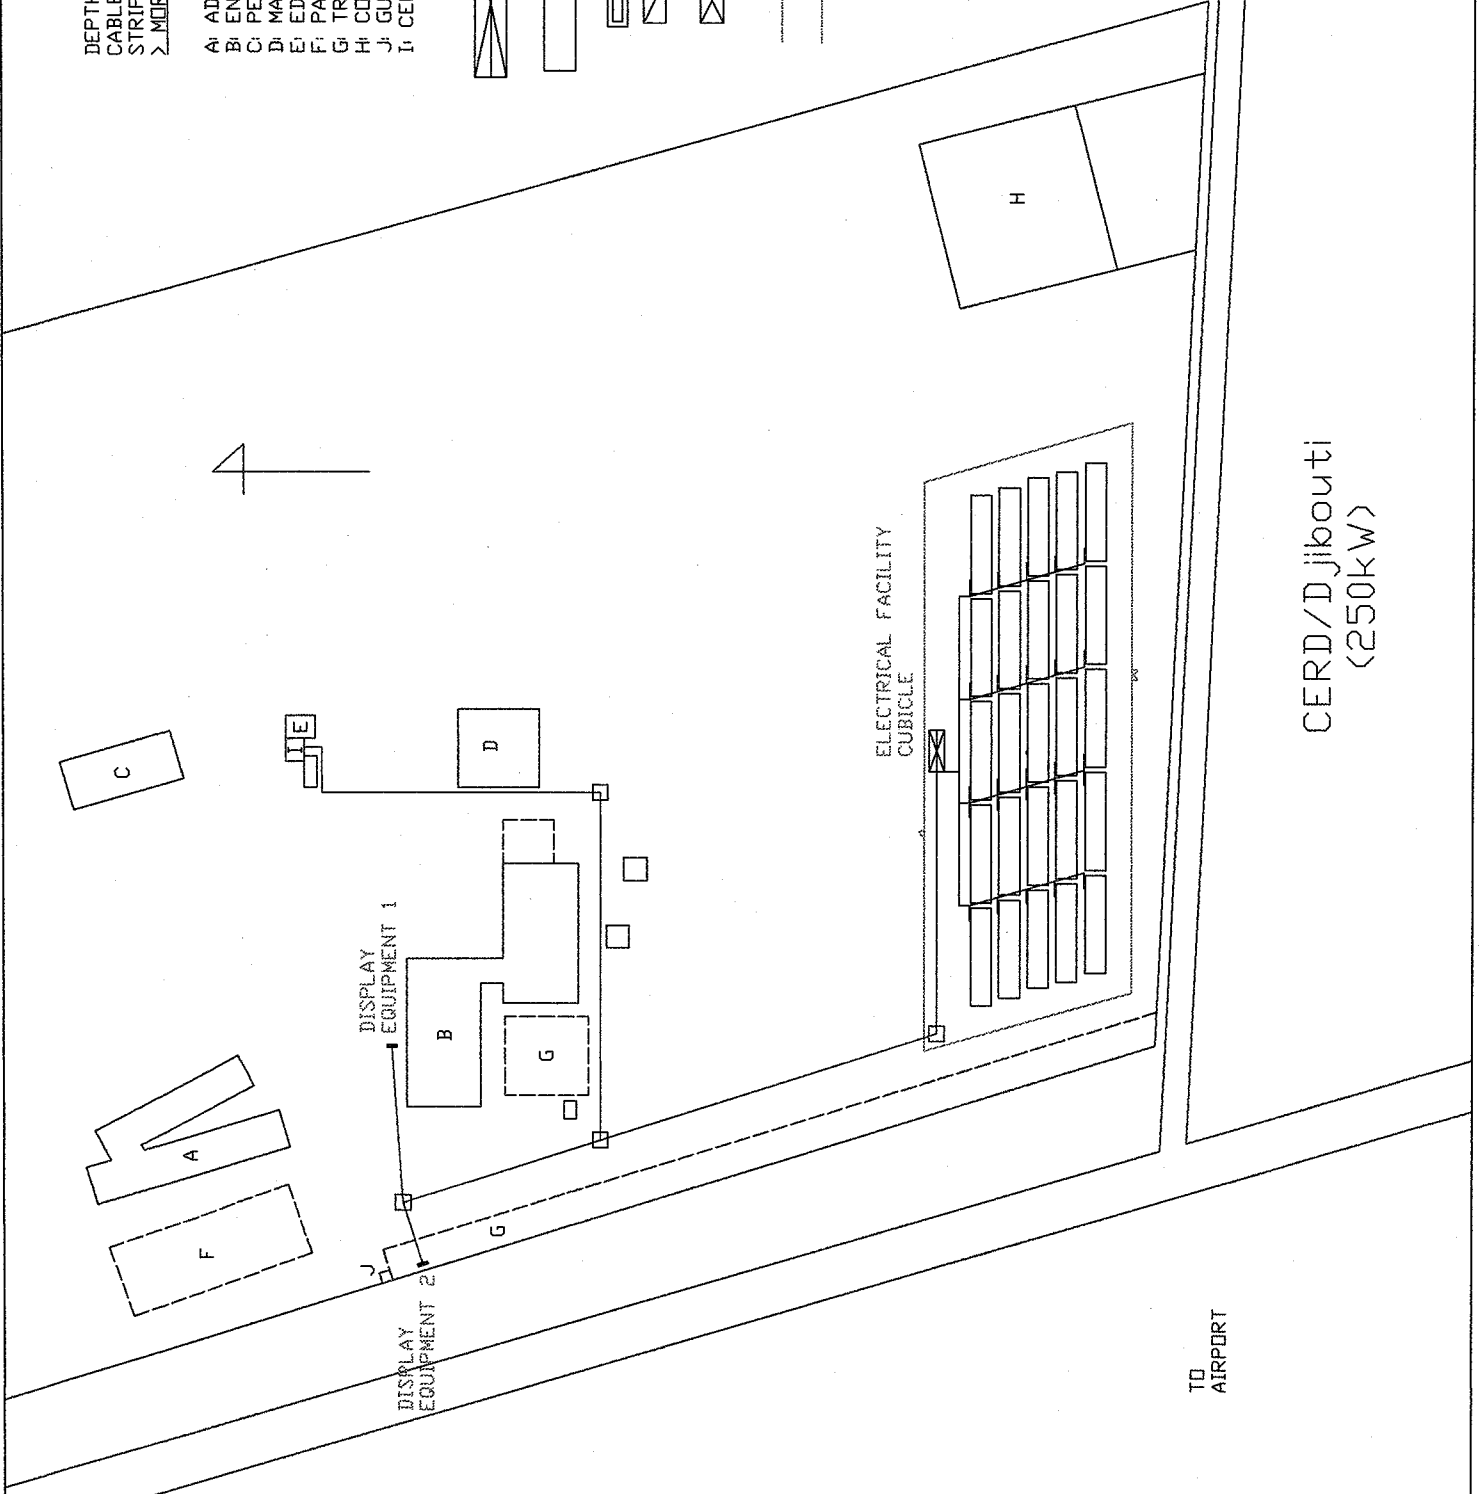 DEPTH
CABLE
STRIP
> MOR
A: AD
B: EN
C: PE
D: MA
E: ED
F: PA
G: TR
H: CO
J: GU
I: CE
C
I
E
D
DISPLAY
EQUIPMENT 1
B
G
A
F
J
G
DISPLAY
EQUIPMENT 2
H
ELECTRICAL FACILITY
CUBICLE
CERD/Djibouti
(250kW)
TO
AIRPORT